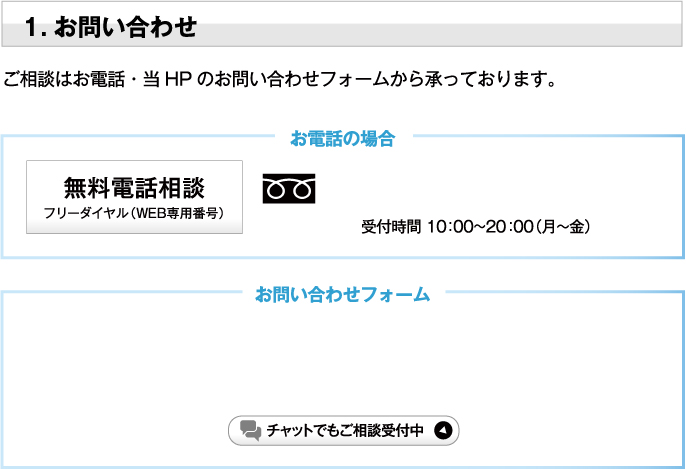 1. お問い合わせ
ご相談はお電話・当HPのお問い合わせフォームから承っております。
お電話の場合
無料電話相談
フリーダイヤル（WEB専用番号）
受付時間 10：00〜20：00（月〜金）
お問い合わせフォーム
チャットでもご相談受付中